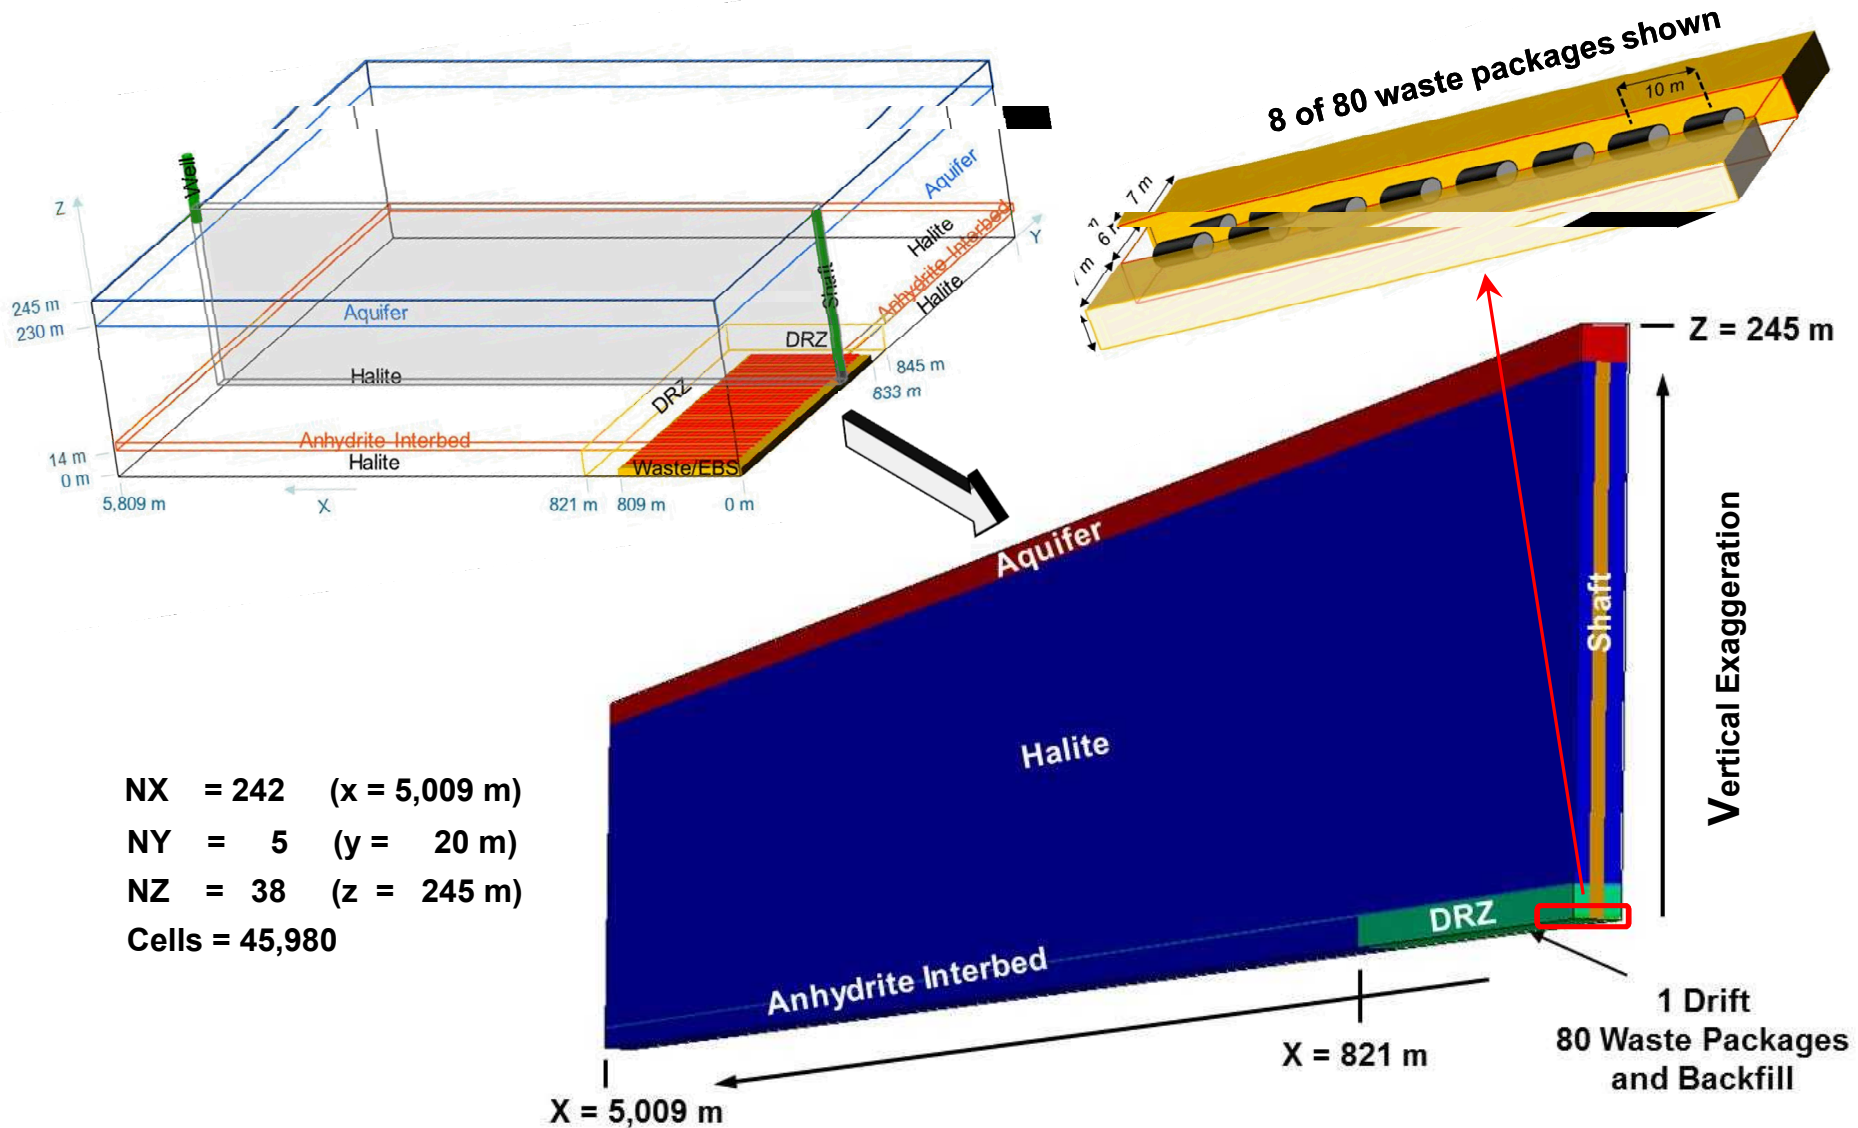 8 of 80 waste packages shown
10 m
7 m
6
m
Well
Z
Aquifer
Halite
Anhydrite Interbed
Halite
Y
Shaft
245 m
230 m
Aquifer
DRZ
Halite
DRZ
845 m
833 m
Anhydrite Interbed
Halite
Waste/EBS
14 m
0 m
5,809 m
X
821 m
809 m
0 m
Z = 245 m
Aquifer
Shaft
Vertical Exaggeration
Halite
NX = 242 (x = 5,009 m)
NY = 5 (y = 20 m)
NZ = 38 (z = 245 m)
Cells = 45,980
DRZ
Anhydrite Interbed
1 Drift
80 Waste Packages
and Backfill
X = 821 m
X = 5,009 m